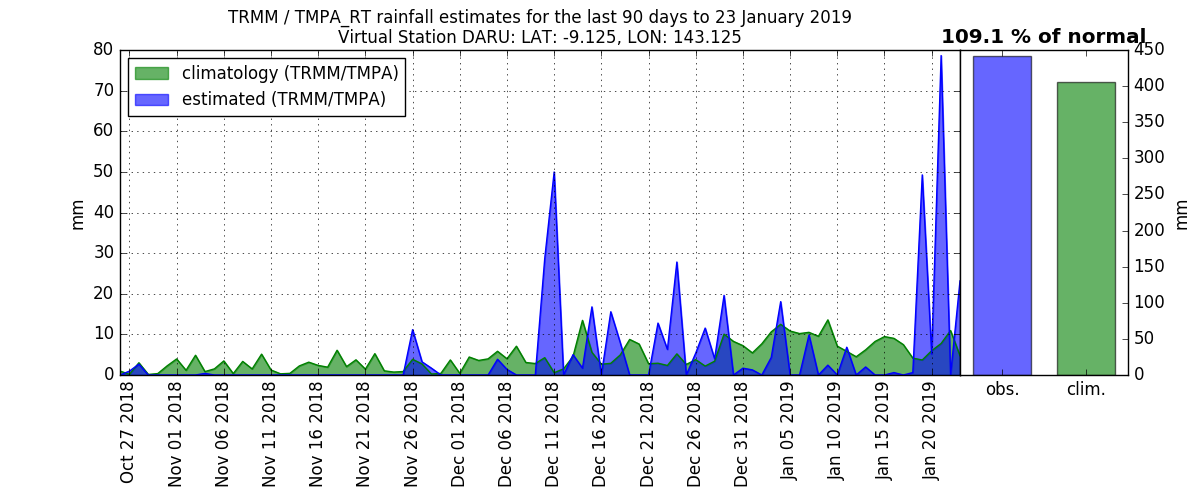 TRMM / TMPA_RT rainfall estimates for the last 90 days to 23 January 2019
Virtual Station DARU: LAT: -9.125, LON: 143.125
109.1 % of normal
climatology (TRMM/TMPA)
estimated (TRMM/TMPA)
80
70
60
50
40
30
20
10
0
mm
Oct 27 2018
Nov 01 2018
Nov 06 2018
Nov 11 2018
Nov 16 2018
Nov 21 2018
Nov 26 2018
Dec 01 2018
Dec 06 2018
Dec 11 2018
Dec 16 2018
Dec 21 2018
Dec 26 2018
Dec 31 2018
Jan 05 2019
Jan 10 2019
Jan 15 2019
Jan 20 2019
obs.
clim.
450
400
350
300
250
200
150
100
50
0
mm